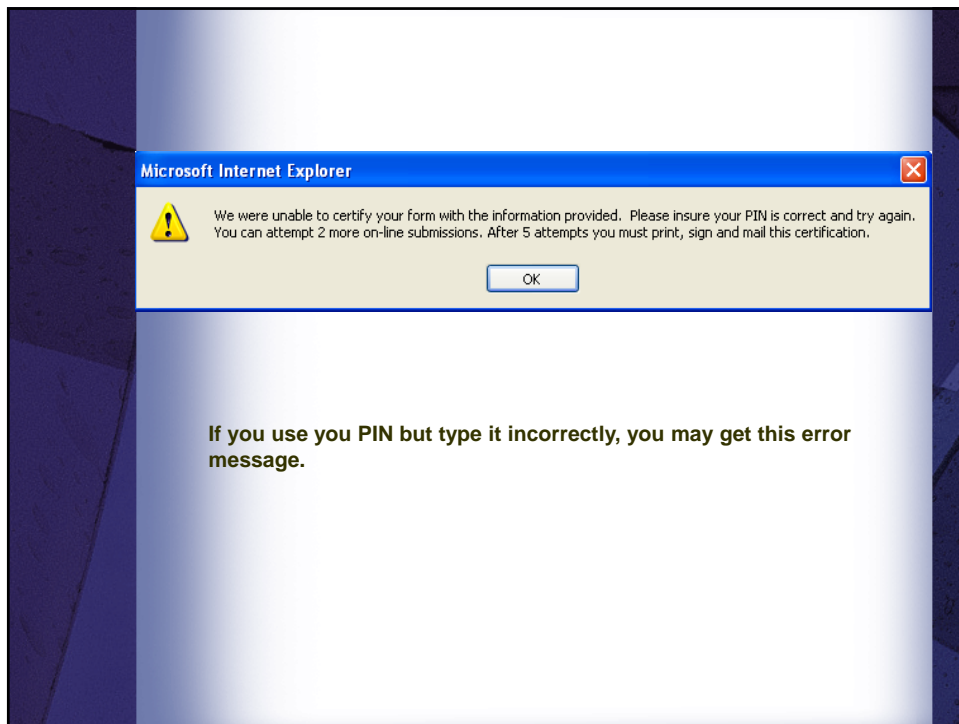 Microsoft Internet Explorer
We were unable to certify your form with the information provided. Please insure your PIN is correct and try again.
You can attempt 2 more on-line submissions. After 5 attempts you must print, sign and mail this certification.
OK
If you use you PIN but type it incorrectly, you may get this error
message.